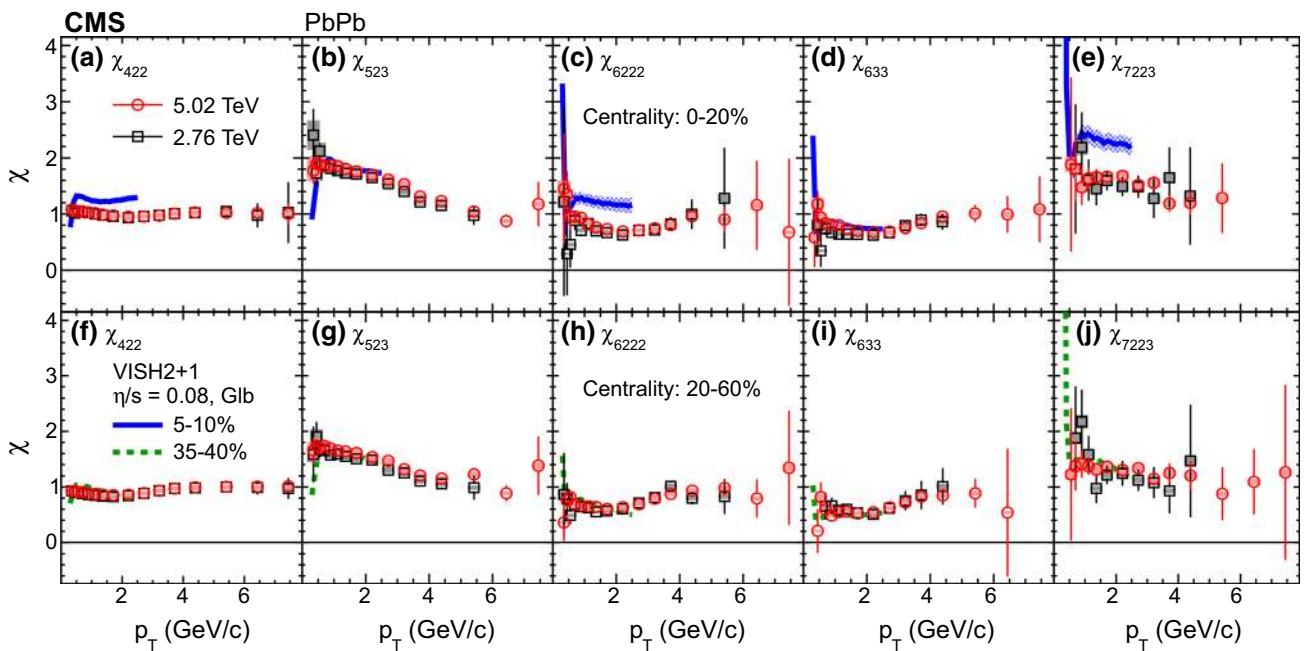 CMS PbPb
(a) χ422
5.02 TeV
2.76 TeV
(b) χ523
(c) χ6222
Centrality: 0-20%
(d) χ633
(e) χ7223
4
3
2
1
0
χ
(f) χ422
VISH2+1
η/s = 0.08, Glb
5-10%
35-40%
(g) χ523
(h) χ6222
Centrality: 20-60%
(i) χ633
(j) χ7223
4
3
2
1
0
χ
2 4 6 2 4 6 2 4 6 2 4 6 2 4 6
pT (GeV/c) pT (GeV/c) pT (GeV/c) pT (GeV/c) pT (GeV/c)